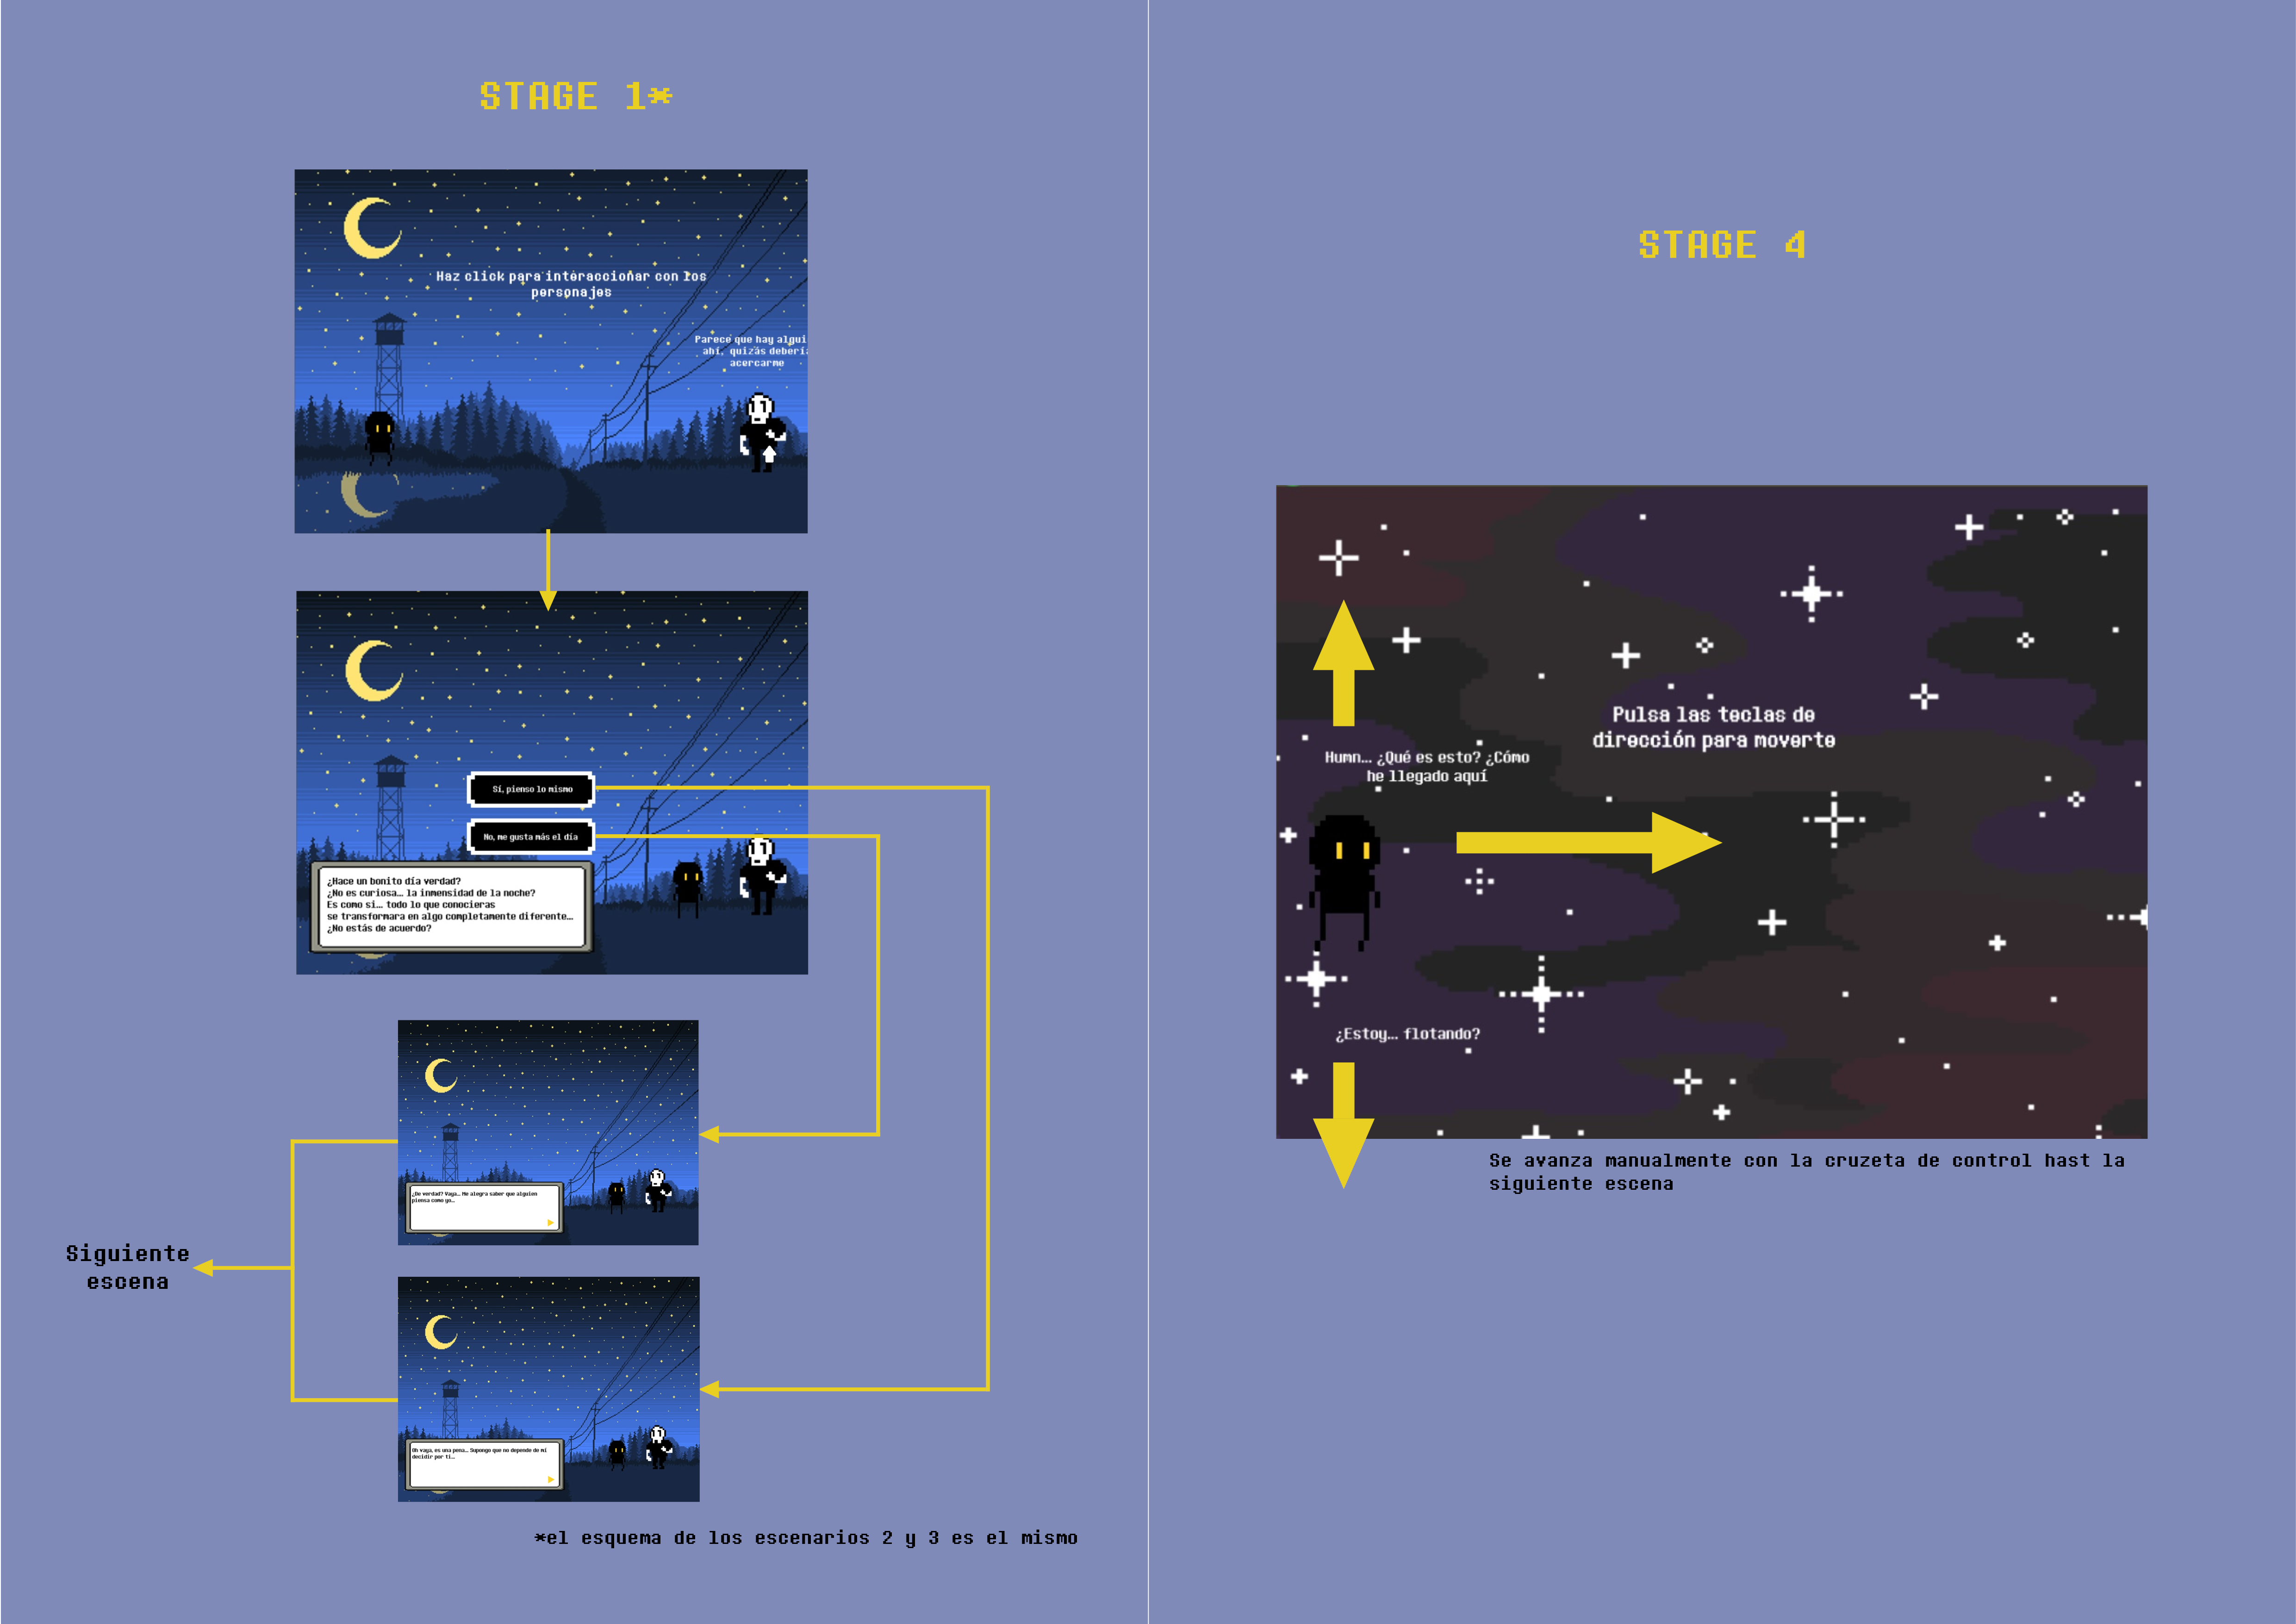 STAGE 1*
Haz click para interaccionar con los
personajes
Parece que hay algui
ahí, quizás debería
acercarme
Sí, pienso lo mismo
No, me gusta más el día
¿Hace un bonito día verdad?
¿No es curiosa... la inmensidad de la noche?
Es como si... todo lo que conocieras
se transformara en algo completamente diferente...
¿No estás de acuerdo?
¿De verdad? Vaya... Me alegra saber que alguien
piensa como yo...
Siguiente
escena
Oh vaya, es una pena... Supongo que no depende de mí
decidir por ti...
*el esquema de los escenarios 2 y 3 es el mismo
STAGE 4
Pulsa las teclas de
dirección para moverte
Humn... ¿Qué es esto? ¿Cómo
he llegado aquí
¿Estoy... flotando?
Se avanza manualmente con la cruzeta de control hast la
siguiente escena